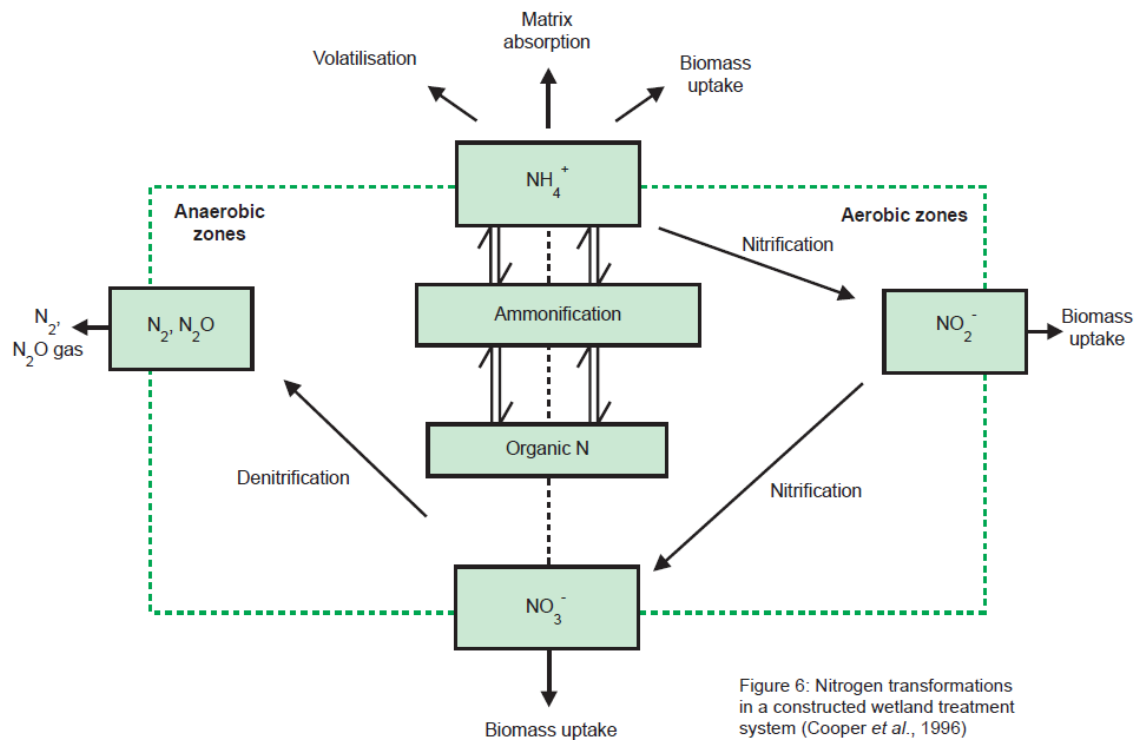 Matrix
absorption
Volatilisation
Biomass
uptake
NH₄⁺
Anaerobic
zones
Aerobic zones
Nitrification
Ammonification
N₂, N₂O
N₂,
N₂O gas
NO₂⁻
Biomass
uptake
Organic N
Denitrification
Nitrification
NO₃⁻
Biomass uptake
Figure 6: Nitrogen transformations
in a constructed wetland treatment
system (Cooper et al., 1996)